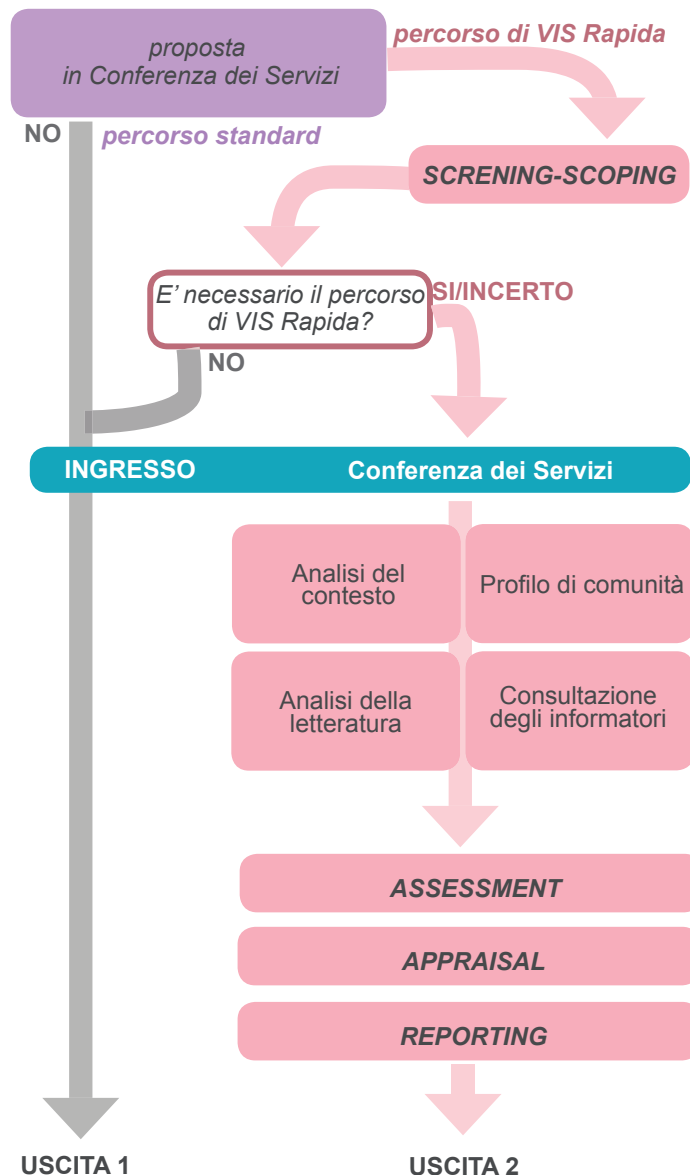 proposta
in Conferenza dei Servizi
percorso di VIS Rapida
NO
percorso standard
SCRENING-SCOPING
E' necessario il percorso
di VIS Rapida?
SI/INCERTO
NO
INGRESSO
Conferenza dei Servizi
Analisi del
contesto
Profilo di comunità
Analisi della
letteratura
Consultazione
degli informatori
ASSESSMENT
APPRAISAL
REPORTING
USCITA 1
USCITA 2